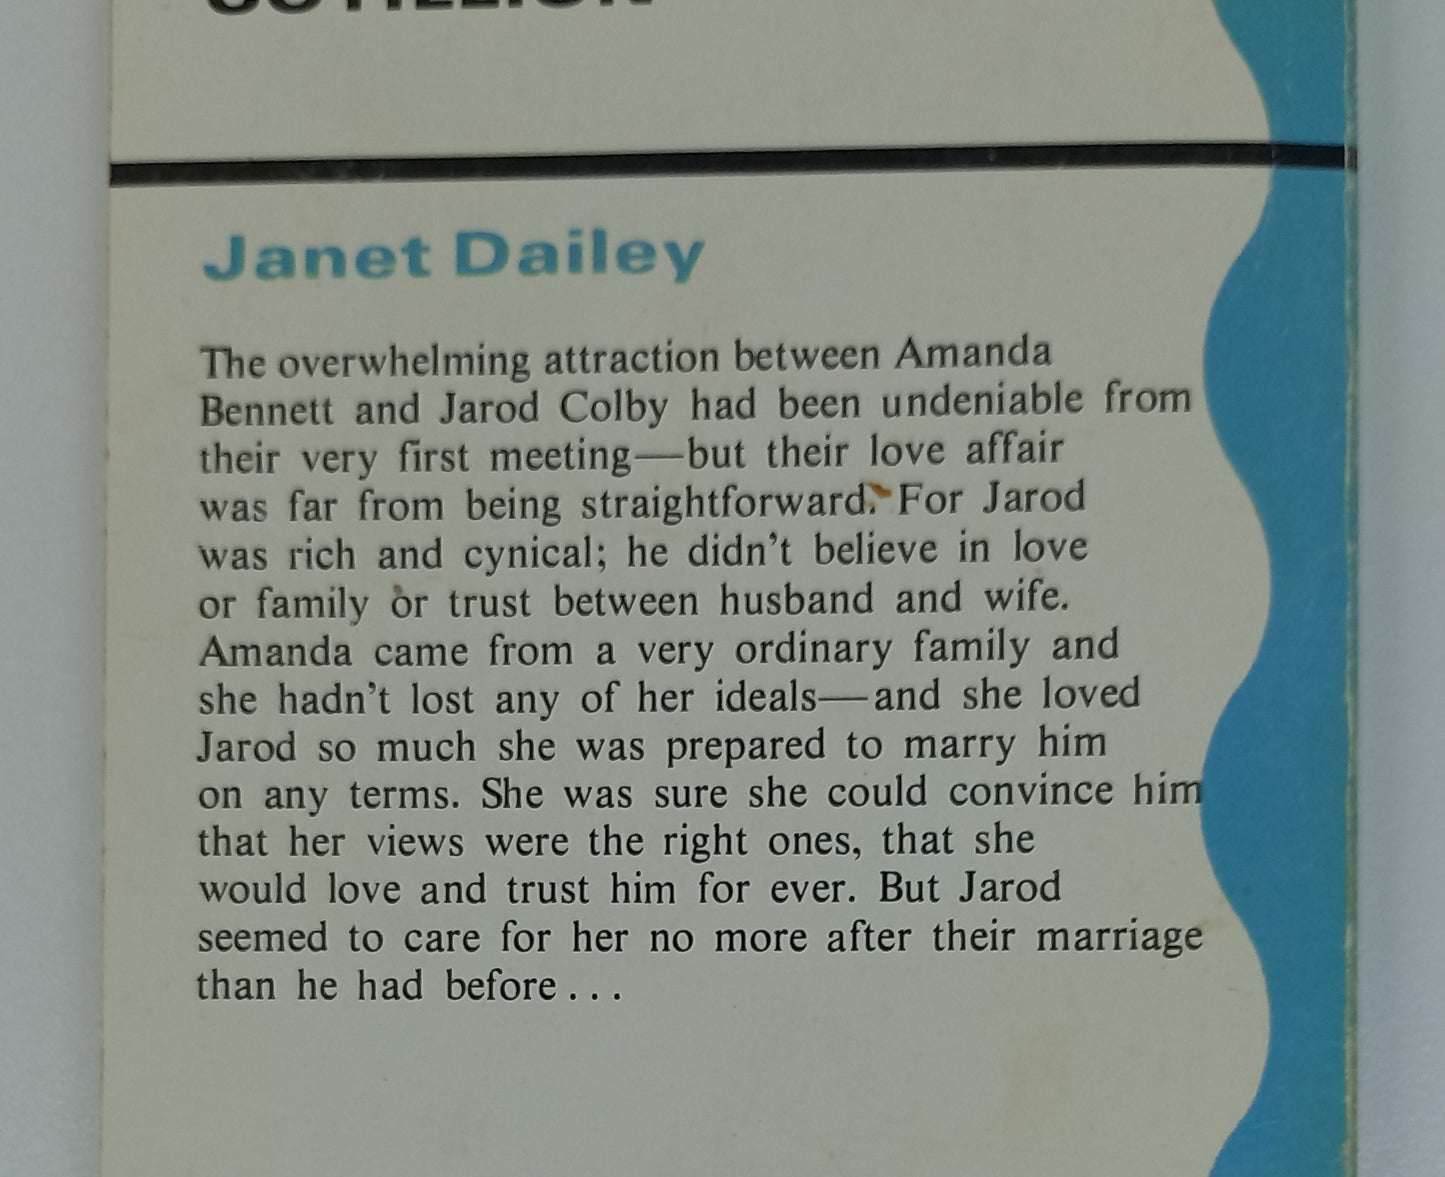 Janet Dailey
The overwhelming attraction between Amanda
Bennett and Jarod Colby had been undeniable from
their very first meeting—but their love affair
was far from being straightforward. For Jarod
was rich and cynical; he didn't believe in love
or family or trust between husband and wife.
Amanda came from a very ordinary family and
she hadn't lost any of her ideals—and she loved
Jarod so much she was prepared to marry him
on any terms. She was sure she could convince him
that her views were the right ones, that she
would love and trust him for ever. But Jarod
seemed to care for her no more after their marriage
than he had before . . .